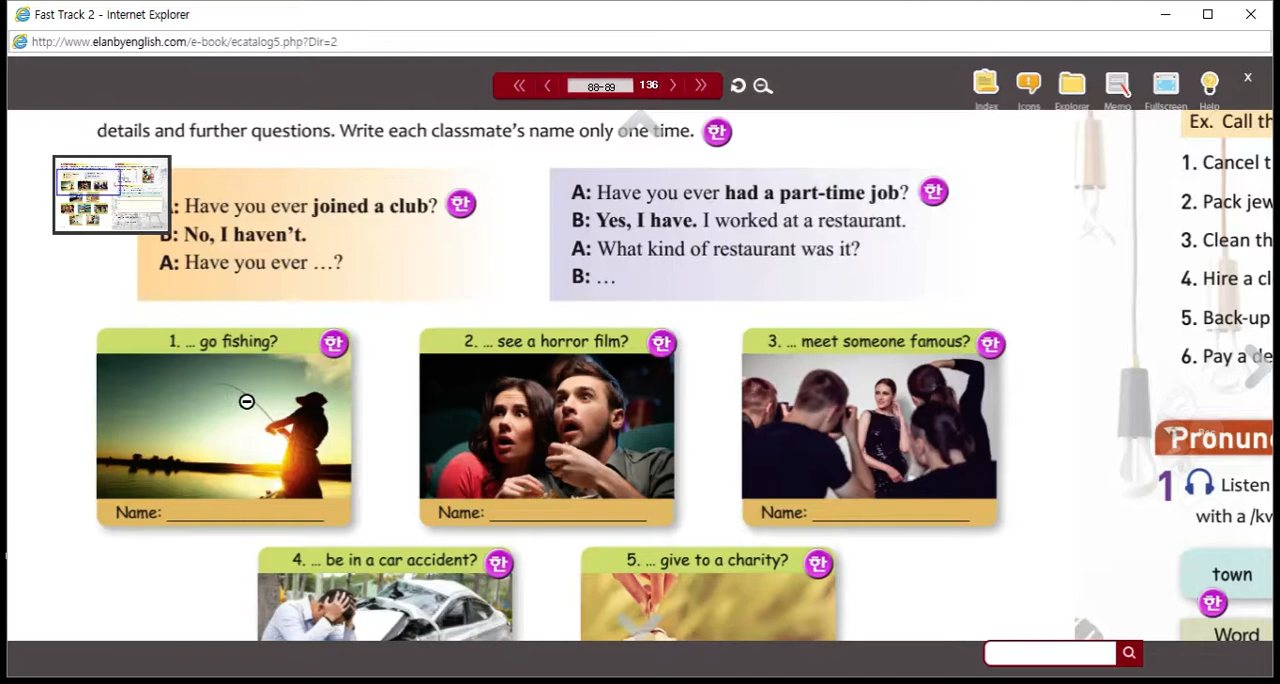 Fast Track 2 - Internet Explorer
http://www.elanbyenglish.com/e-book/ecatalog5.php?Dir=2
88-89 136
Index Icons Explorer Memo Fullscreen Help x
details and further questions. Write each classmate's name only one time. 한
A: Have you ever joined a club? 한
B: No, I haven't.
A: Have you ever …?
A: Have you ever had a part-time job? 한
B: Yes, I have. I worked at a restaurant.
A: What kind of restaurant was it?
B: …
1. ... go fishing? 한
Name:
2. ... see a horror film? 한
Name:
3. ... meet someone famous? 한
Name:
4. ... be in a car accident? 한
5. ... give to a charity? 한
Ex. Call th
1. Cancel t
2. Pack jew
3. Clean th
4. Hire a cl
5. Back-up
6. Pay a de
Pronun
1 Listen
with a /kw
town
한
Word